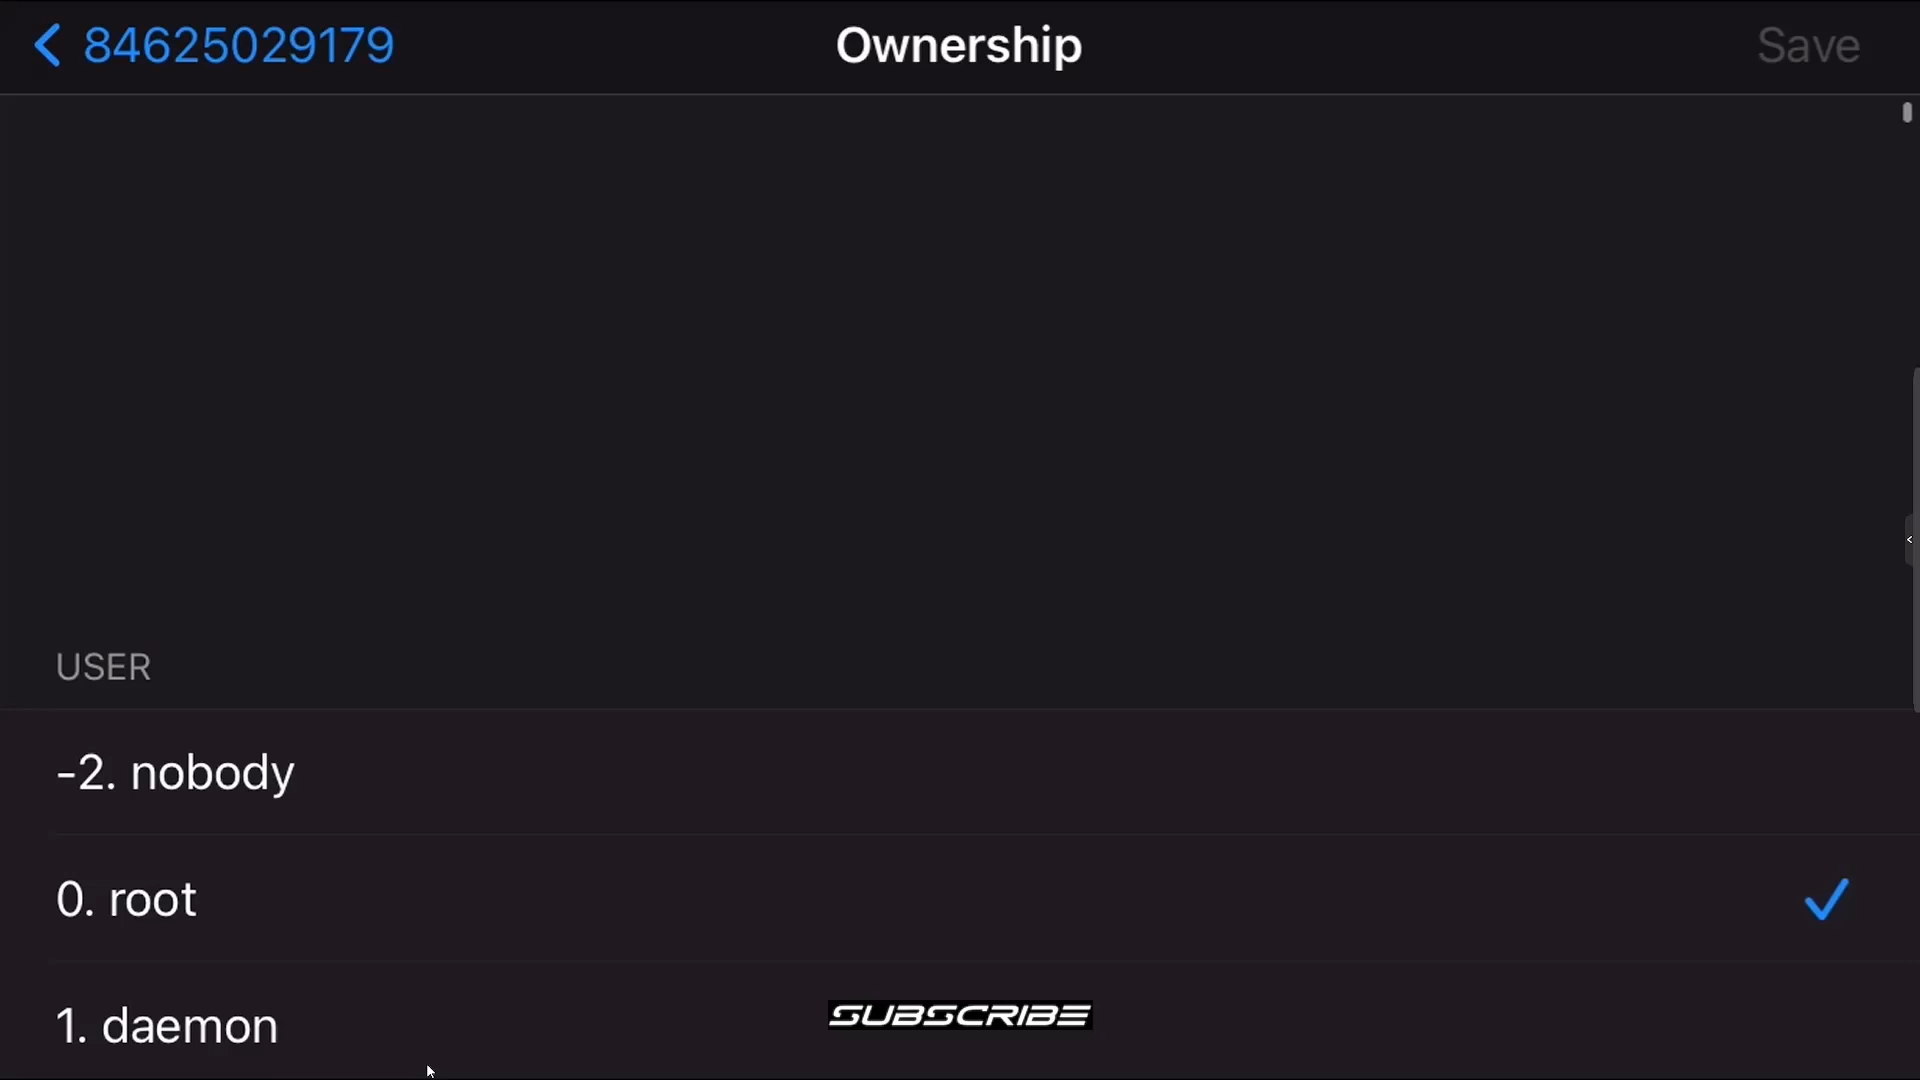 84625029179
Ownership
Save
USER
-2. nobody
0. root
1. daemon
SUBSCRIBE